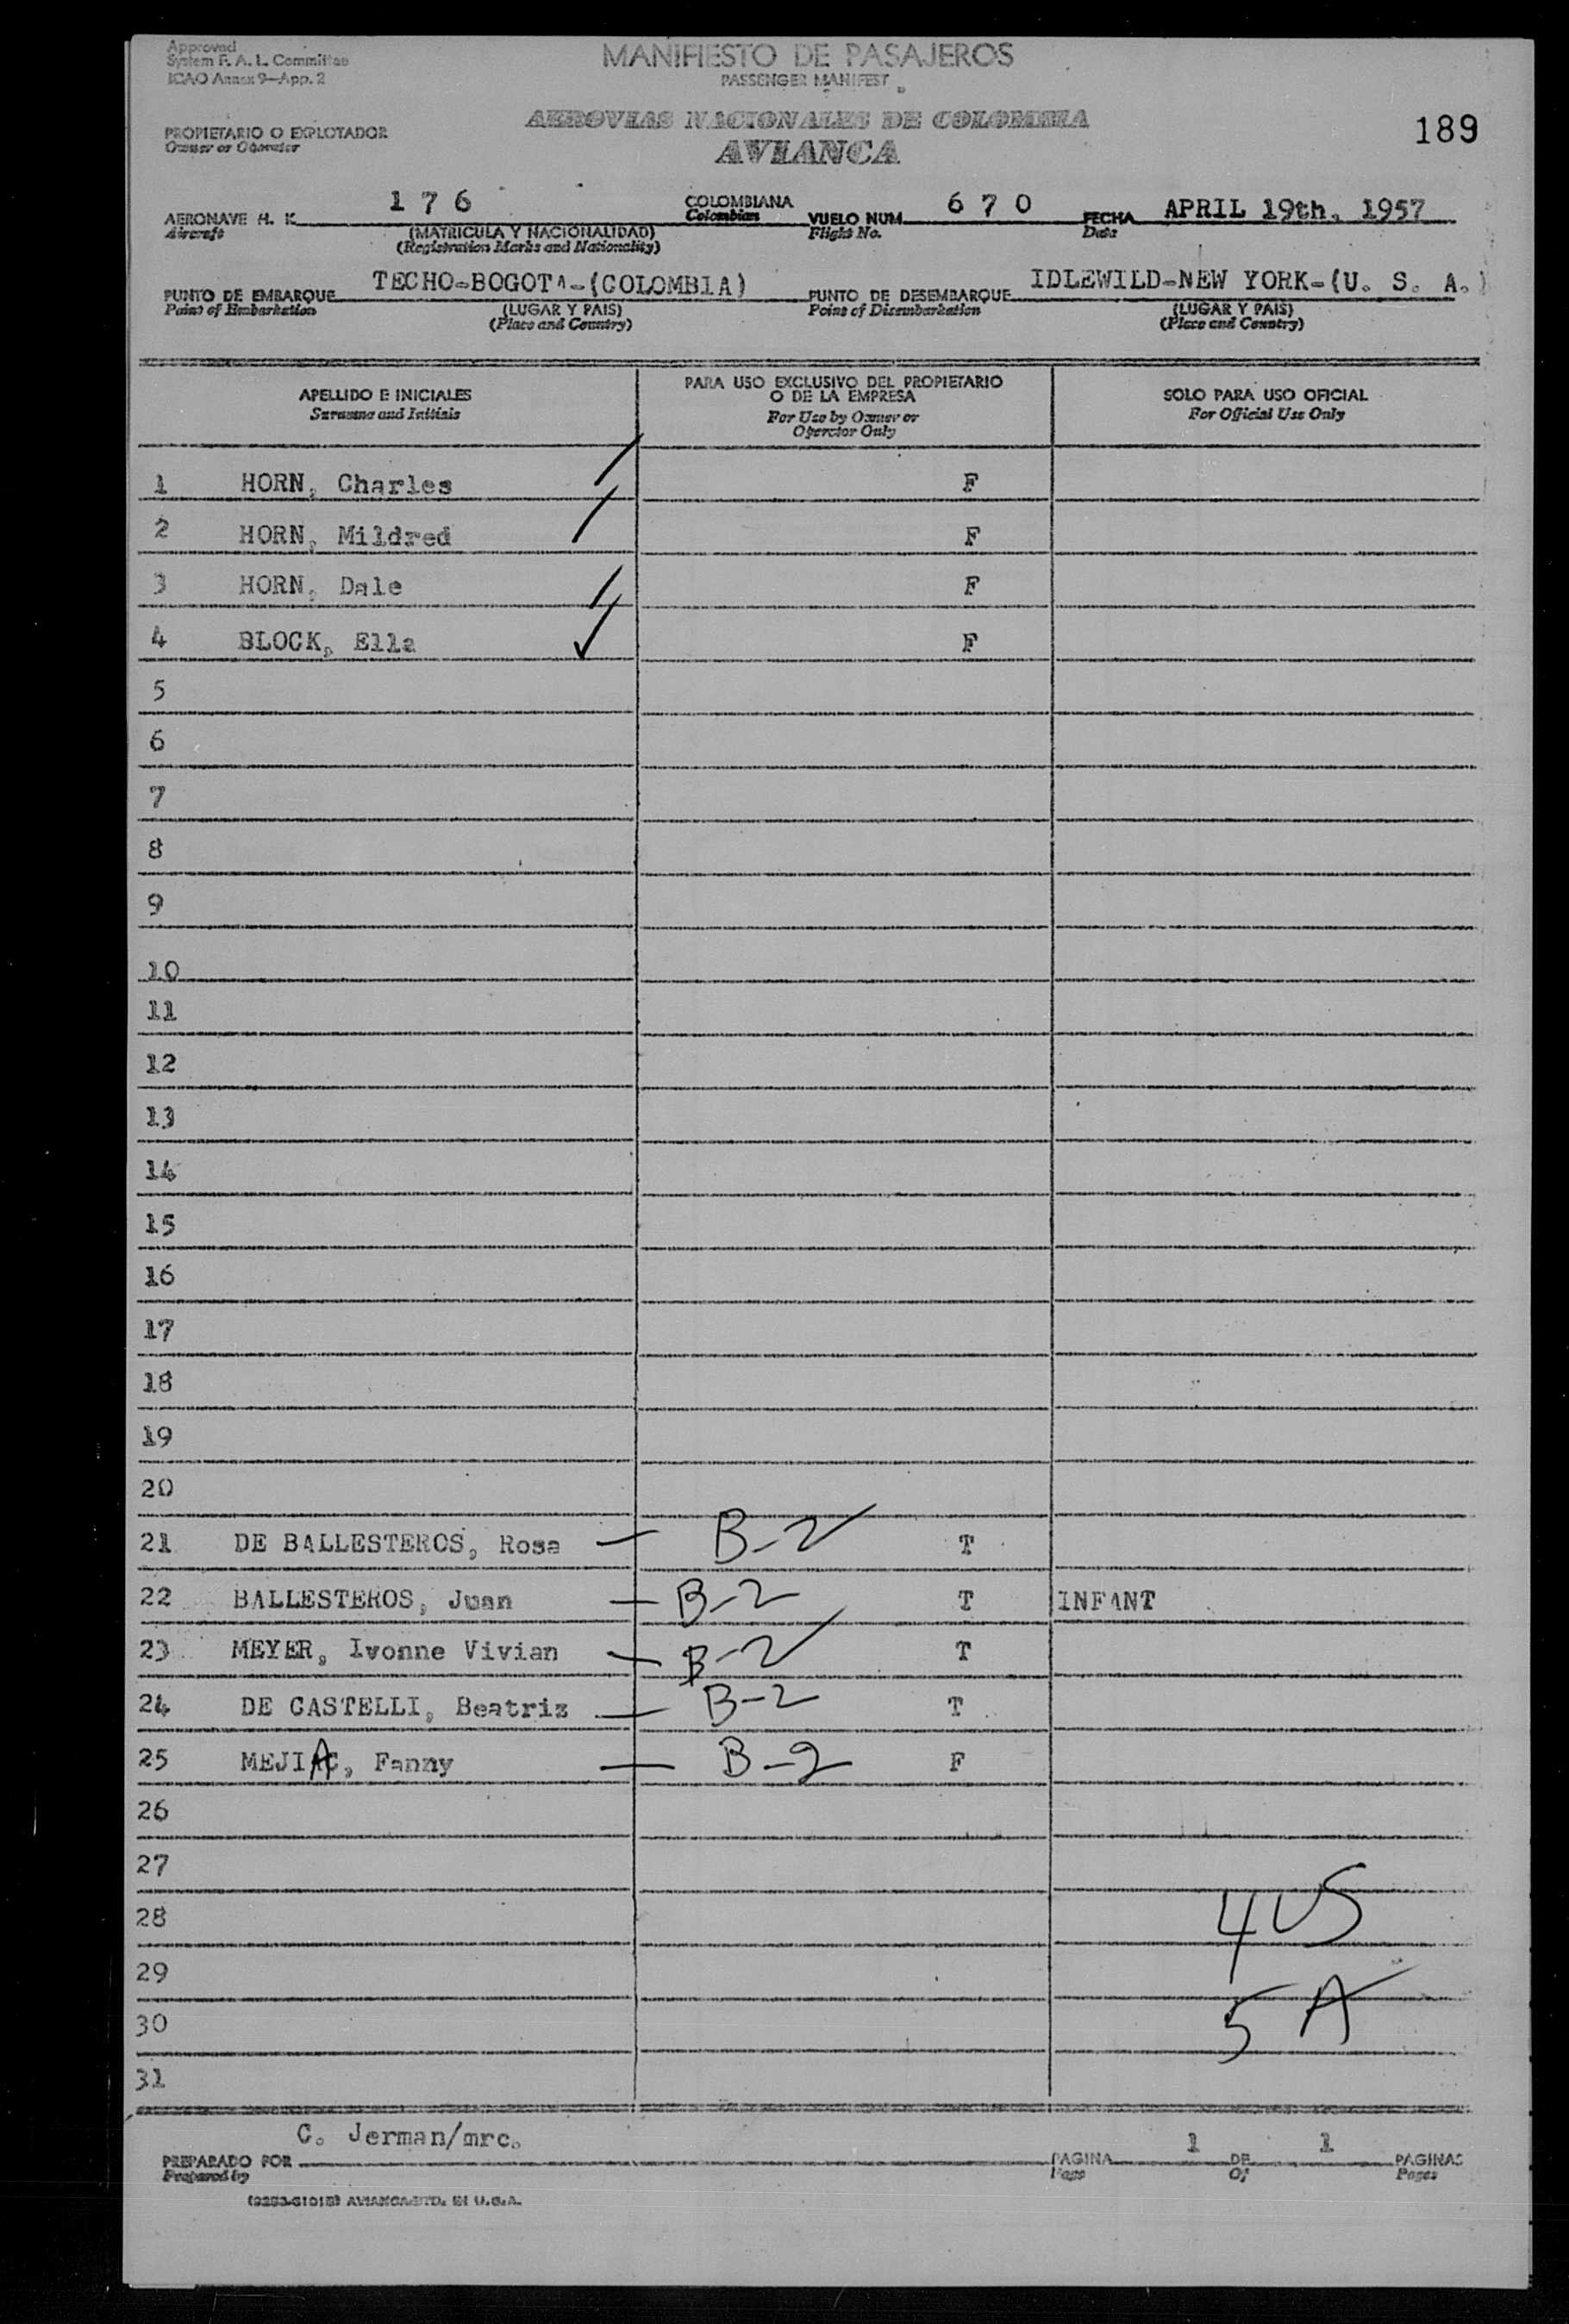 Approved
System F. A. L. Committee
ICAO Annex 9—App. 2
MANIFIESTO DE PASAJEROS
PASSENGER MANIFEST
PROPIETARIO O EXPLOTADOR
Owner or Operator
AEROVIAS NACIONALES DE COLOMBIA
AVIANCA
189
AERONAVE H. K. 176 COLOMBIANA VUELO NUM. 670 FECHA APRIL 19th, 1957
Aircraft (MATRICULA Y NACIONALIDAD) Colombian Flight No. Date
(Registration Marks and Nationality)
PUNTO DE EMBARQUE TECHO-BOGOTA-(COLOMBIA) PUNTO DE DESEMBARQUE IDLEWILD-NEW YORK-(U. S. A.)
Point of Embarkation (LUGAR Y PAIS) Point of Disembarkation (LUGAR Y PAIS)
(Place and Country) (Place and Country)
APELLIDO E INICIALES
Surname and Initials
PARA USO EXCLUSIVO DEL PROPIETARIO
O DE LA EMPRESA
For Use by Owner or
Operator Only
SOLO PARA USO OFICIAL
For Official Use Only
1 HORN, Charles F
2 HORN, Mildred F
3 HORN, Dale F
4 BLOCK, Ella F
5
6
7
8
9
10
11
12
13
14
15
16
17
18
19
20
21 DE BALLESTEROS, Rosa — B-2 T
22 BALLESTEROS, Juan — B-2 T INFANT
23 MEYER, Ivonne Vivian — B-2 T
24 DE CASTELLI, Beatriz — B-2 T
25 MEJIA, Fanny — B-2 F
26
27
28 4 US
29
30 5 A
31
PREPARADO POR C. Jerman/mrc. PAGINA 1 DE 1 PAGINAS
Prepared by Page Of Pages
AVIANCA LTD. IN U.S.A.